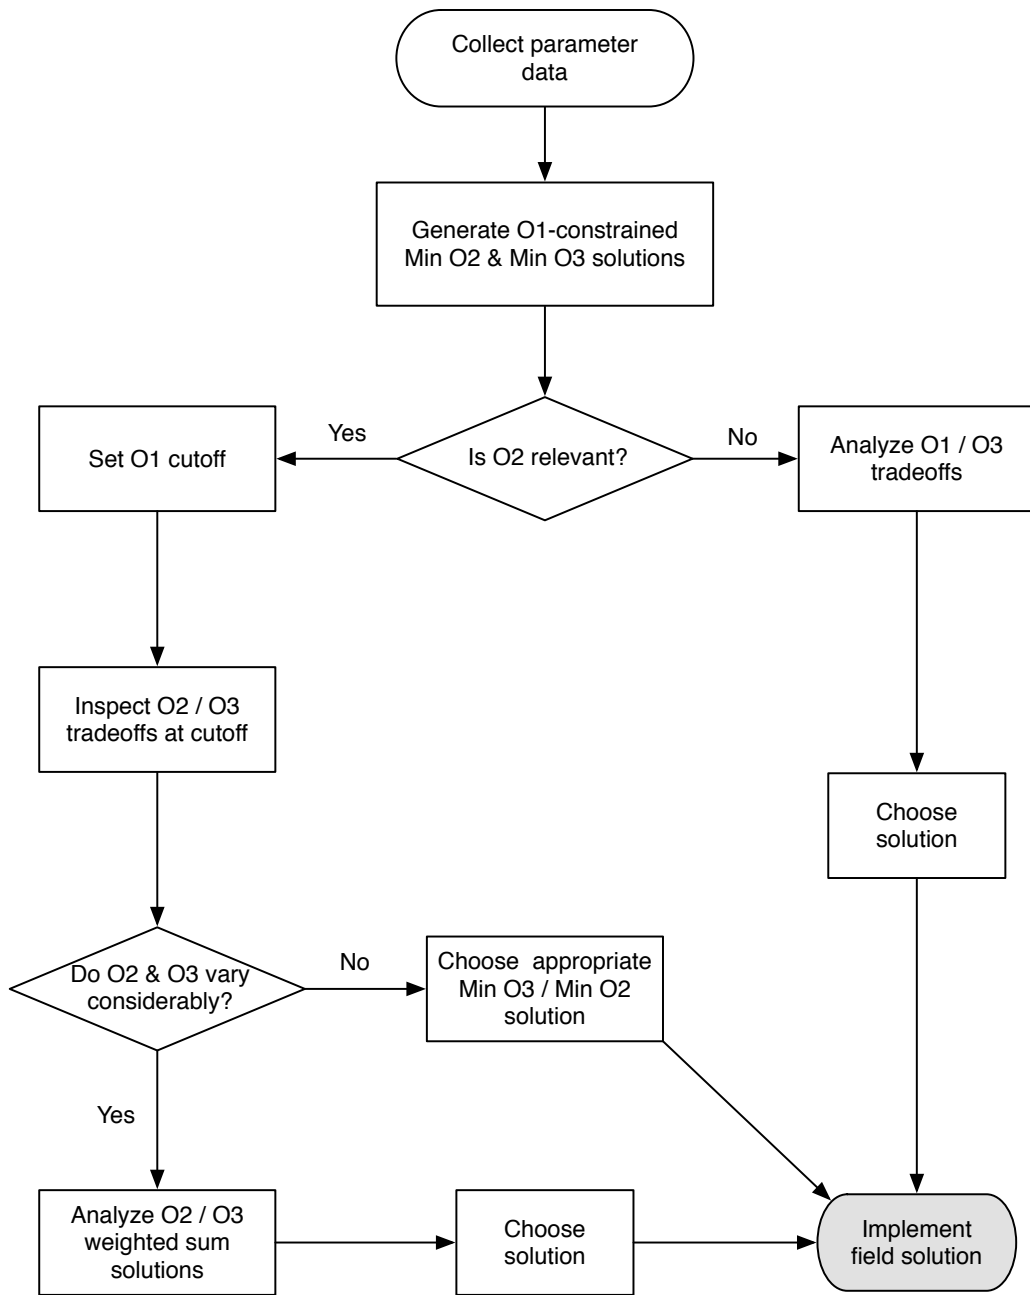 Collect parameter
data
Generate O1-constrained
Min O2 & Min O3 solutions
Is O2 relevant?
Yes
No
Set O1 cutoff
Analyze O1 / O3
tradeoffs
Inspect O2 / O3
tradeoffs at cutoff
Choose
solution
Do O2 & O3 vary
considerably?
No
Choose appropriate
Min O3 / Min O2
solution
Yes
Analyze O2 / O3
weighted sum
solutions
Choose
solution
Implement
field solution